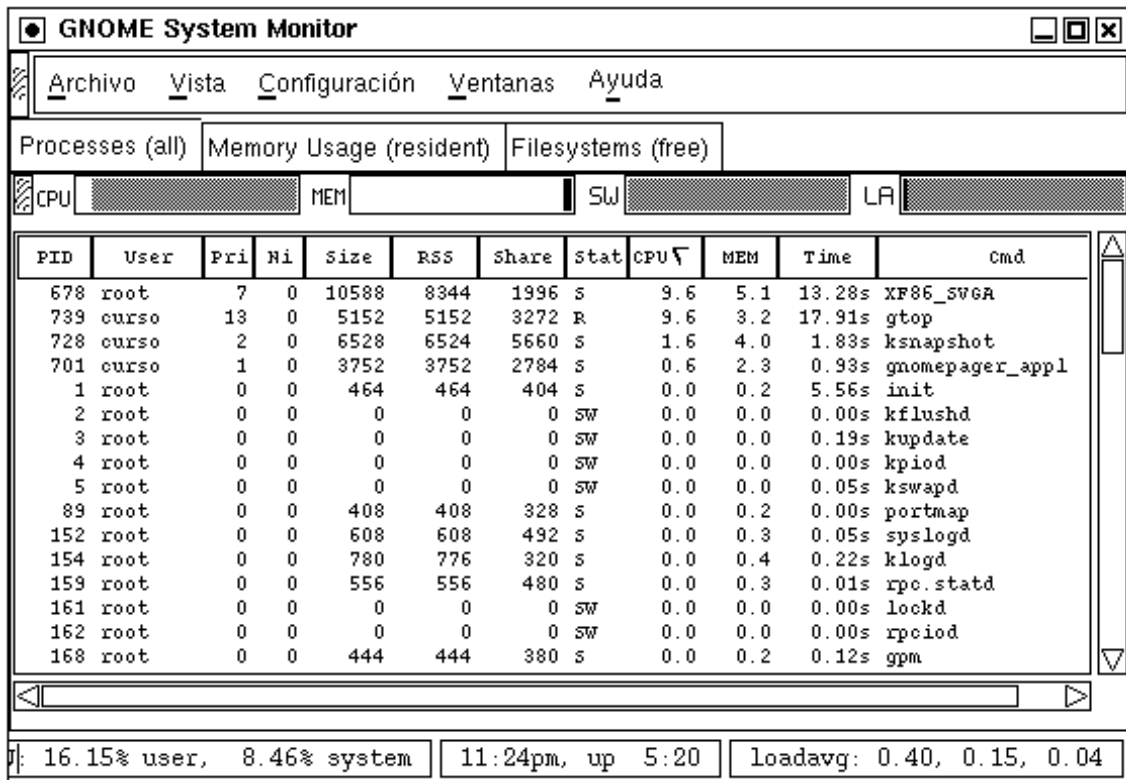 GNOME System Monitor
Archivo Vista Configuración Ventanas Ayuda
Processes (all) Memory Usage (resident) Filesystems (free)
CPU MEM SW LA
PID User Pri Ni Size RSS Share Stat CPU MEM Time Cmd
678 root 7 0 10588 8344 1996 S 9.6 5.1 13.28s XF86_SVGA
739 curso 13 0 5152 5152 3272 R 9.6 3.2 17.91s gtop
728 curso 2 0 6528 6524 5660 S 1.6 4.0 1.83s ksnapshot
701 curso 1 0 3752 3752 2784 S 0.6 2.3 0.93s gnomepager_appl
1 root 0 0 464 464 404 S 0.0 0.2 5.56s init
2 root 0 0 0 0 0 SW 0.0 0.0 0.00s kflushd
3 root 0 0 0 0 0 SW 0.0 0.0 0.19s kupdate
4 root 0 0 0 0 0 SW 0.0 0.0 0.00s kpiod
5 root 0 0 0 0 0 SW 0.0 0.0 0.05s kswapd
89 root 0 0 408 408 328 S 0.0 0.2 0.00s portmap
152 root 0 0 608 608 492 S 0.0 0.3 0.05s syslogd
154 root 0 0 780 776 320 S 0.0 0.4 0.22s klogd
159 root 0 0 556 556 480 S 0.0 0.3 0.01s rpc.statd
161 root 0 0 0 0 0 SW 0.0 0.0 0.00s lockd
162 root 0 0 0 0 0 SW 0.0 0.0 0.00s rpciod
168 root 0 0 444 444 380 S 0.0 0.2 0.12s gpm
: 16.15% user, 8.46% system 11:24pm, up 5:20 loadavg: 0.40, 0.15, 0.04